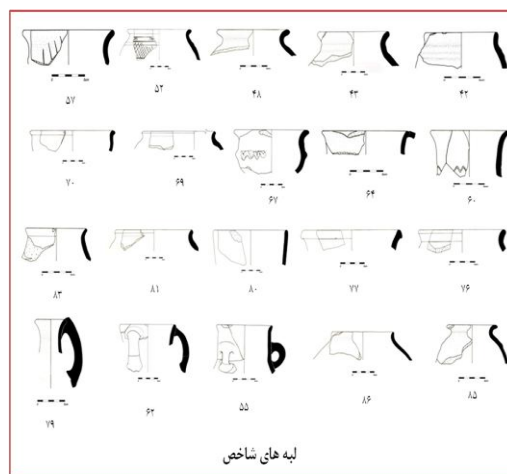 ۵۷ ۵۲ ۴۸ ۴۳ ۴۲
۷۰ ۶۹ ۶۷ ۶۴ ۶۰
۸۳ ۸۱ ۸۰ ۷۷ ۷۶
۷۹ ۶۲ ۵۵ ۸۶ ۸۵
لبه های شاخص